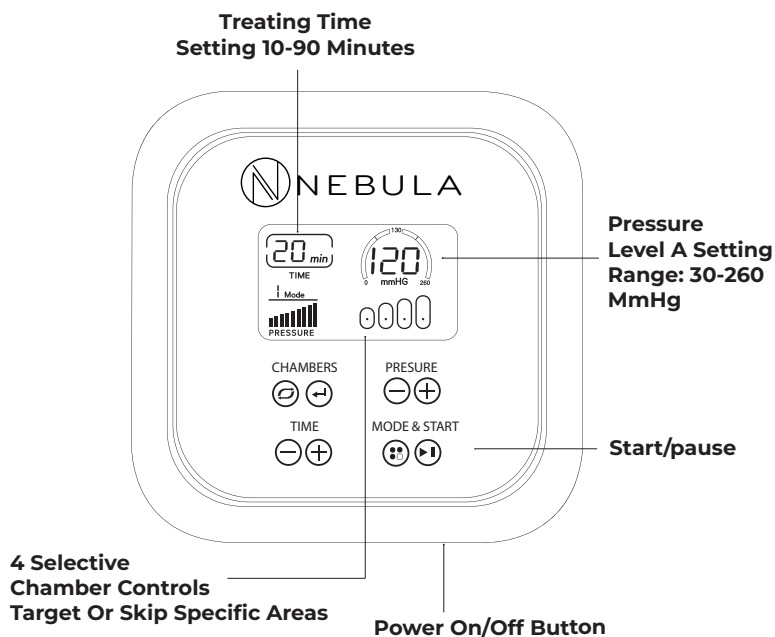 Treating Time
Setting 10-90 Minutes
NEBULA
20 min
TIME
1 Mode
PRESSURE
130
120
mmHG
0 260
Pressure
Level A Setting
Range: 30-260
MmHg
CHAMBERS PRESURE
TIME MODE & START
Start/pause
4 Selective
Chamber Controls
Target Or Skip Specific Areas
Power On/Off Button